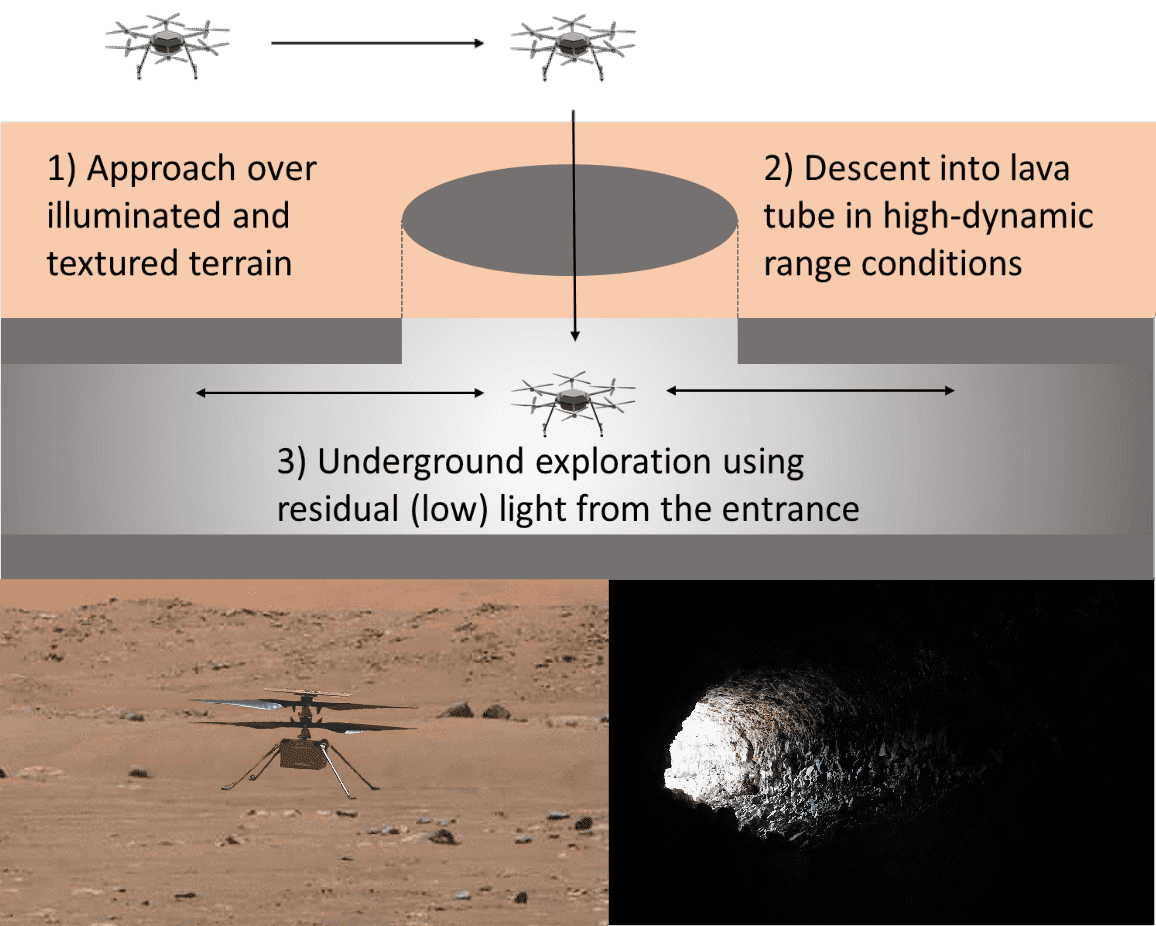 1) Approach over
illuminated and
textured terrain
2) Descent into lava
tube in high-dynamic
range conditions
3) Underground exploration using
residual (low) light from the entrance